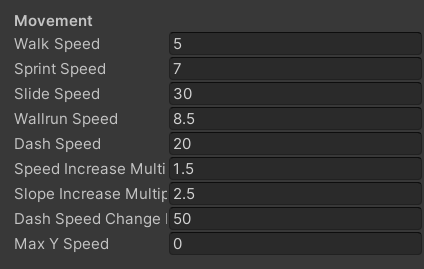 Movement
Walk Speed 5
Sprint Speed 7
Slide Speed 30
Wallrun Speed 8.5
Dash Speed 20
Speed Increase Multi 1.5
Slope Increase Multip 2.5
Dash Speed Change 50
Max Y Speed 0